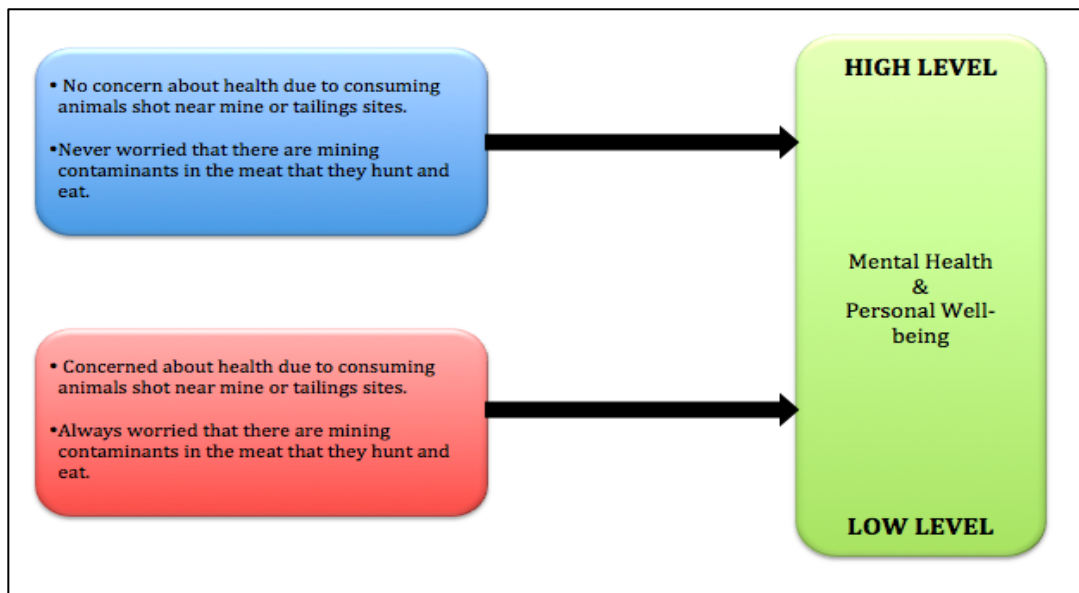 • No concern about health due to consuming
animals shot near mine or tailings sites.
•Never worried that there are mining
contaminants in the meat that they hunt and
eat.
• Concerned about health due to consuming
animals shot near mine or tailings sites.
•Always worried that there are mining
contaminants in the meat that they hunt and
eat.
HIGH LEVEL
Mental Health
&
Personal Well-
being
LOW LEVEL